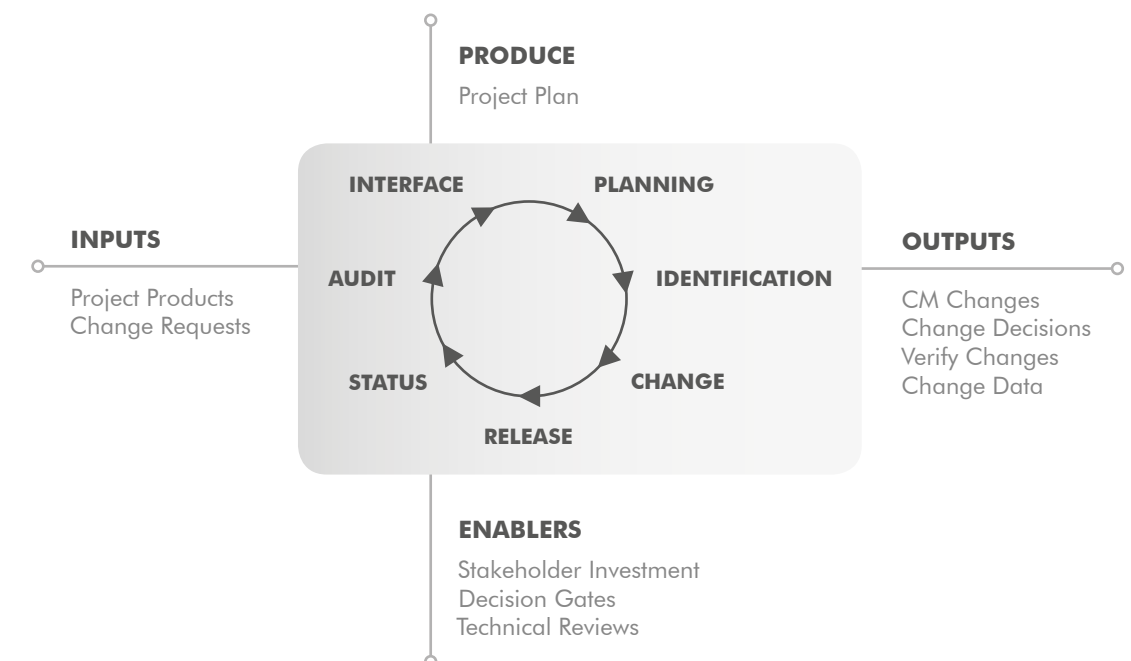 PRODUCE
Project Plan
INTERFACE
PLANNING
INPUTS
Project Products
Change Requests
AUDIT
IDENTIFICATION
OUTPUTS
CM Changes
Change Decisions
Verify Changes
Change Data
STATUS
CHANGE
RELEASE
ENABLERS
Stakeholder Investment
Decision Gates
Technical Reviews